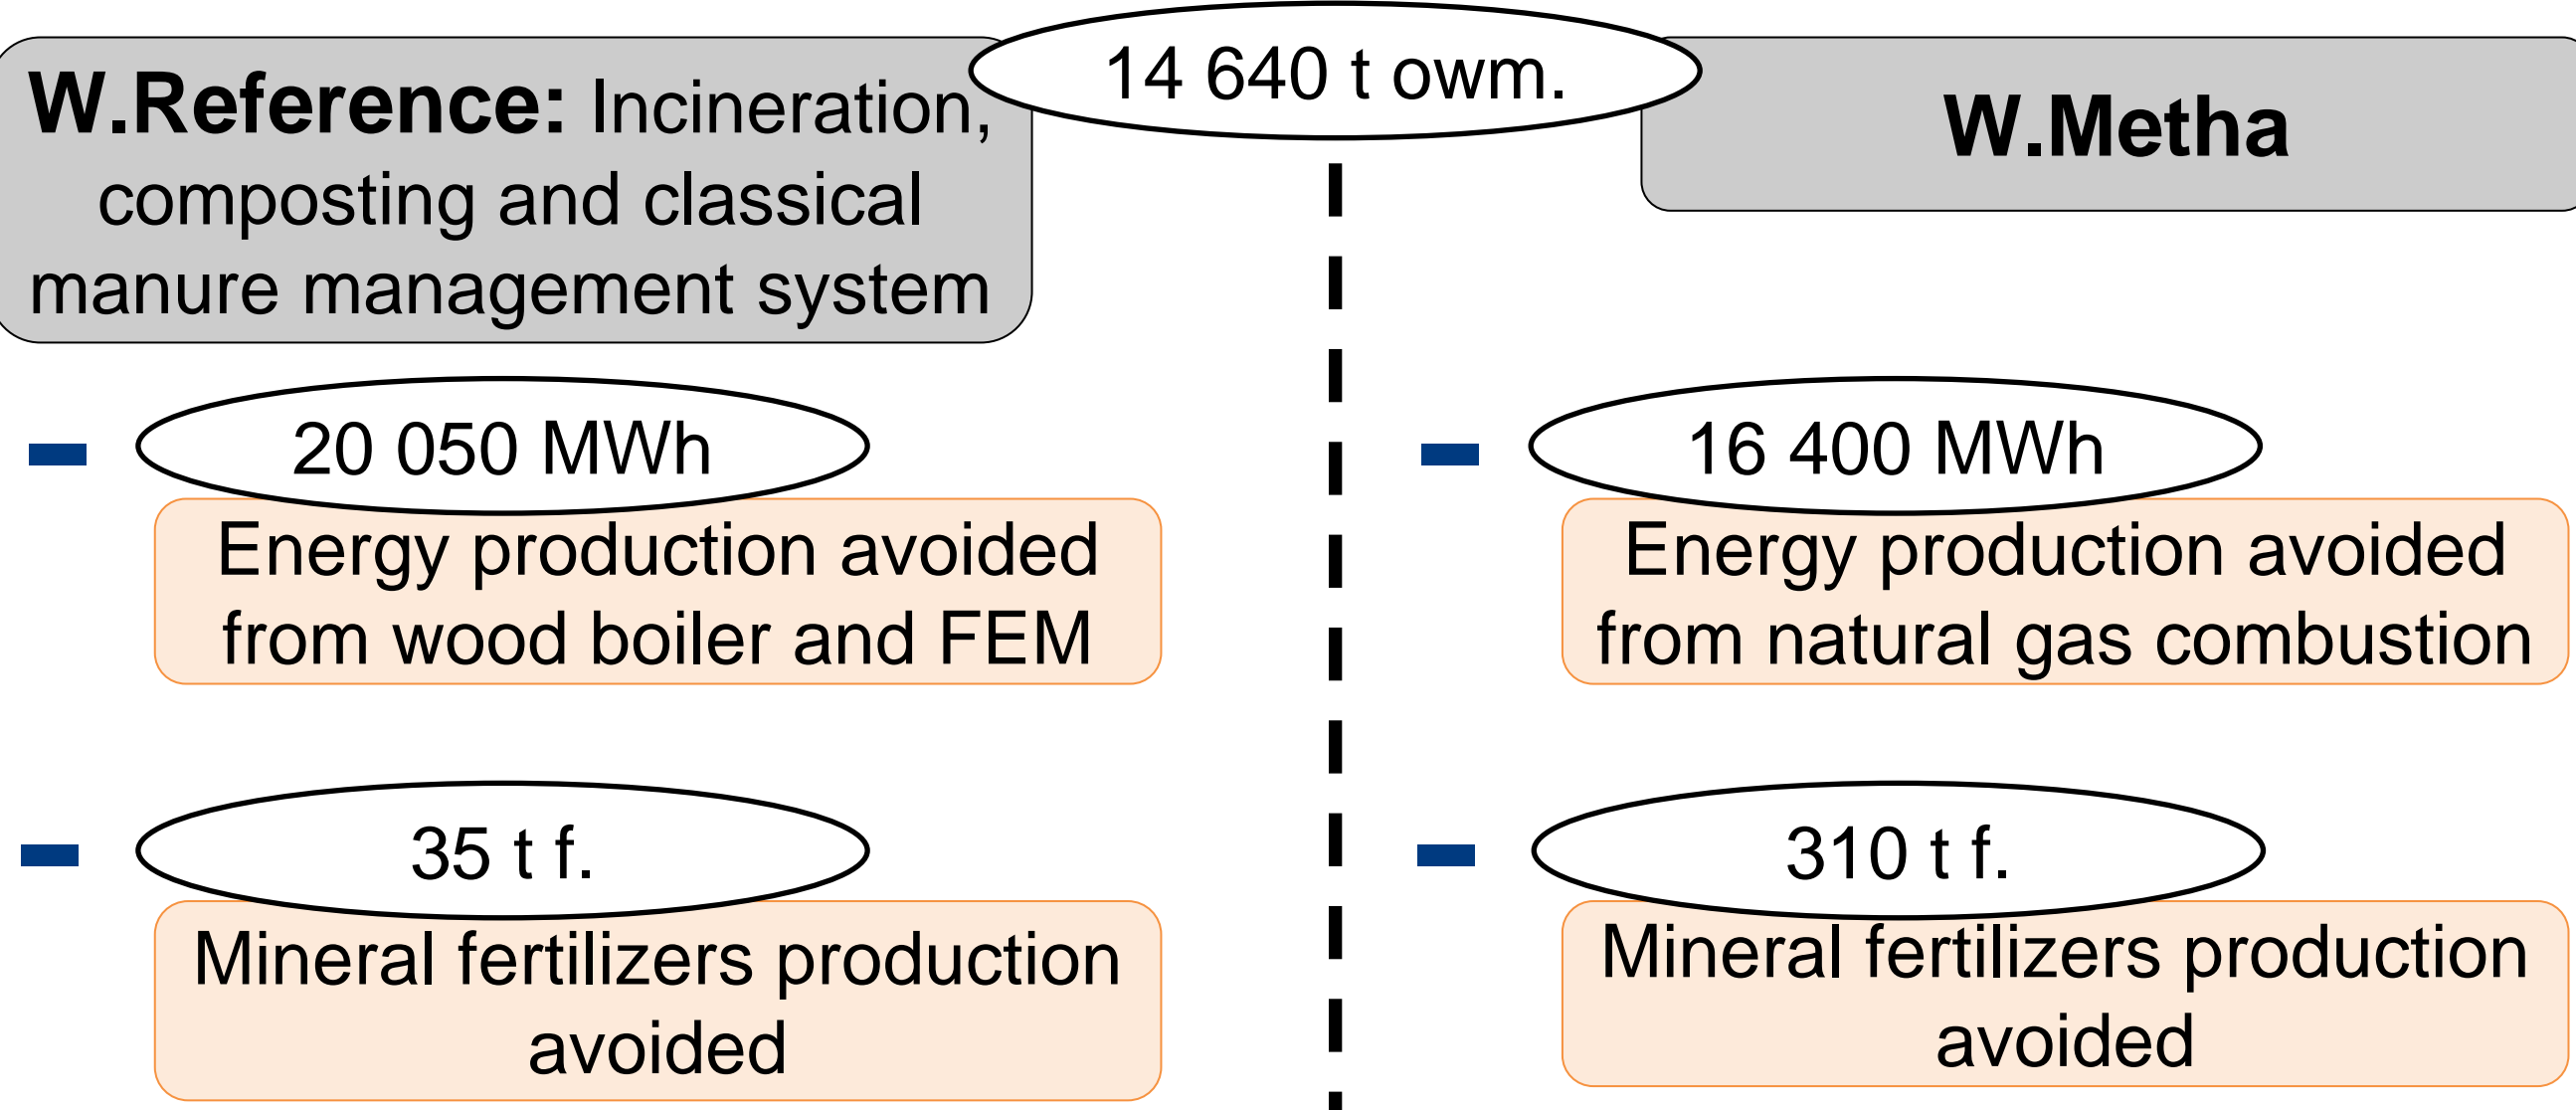 14 640 t owm.
W.Reference: Incineration,
composting and classical
manure management system
W.Metha
20 050 MWh
Energy production avoided
from wood boiler and FEM
16 400 MWh
Energy production avoided
from natural gas combustion
35 t f.
Mineral fertilizers production
avoided
310 t f.
Mineral fertilizers production
avoided